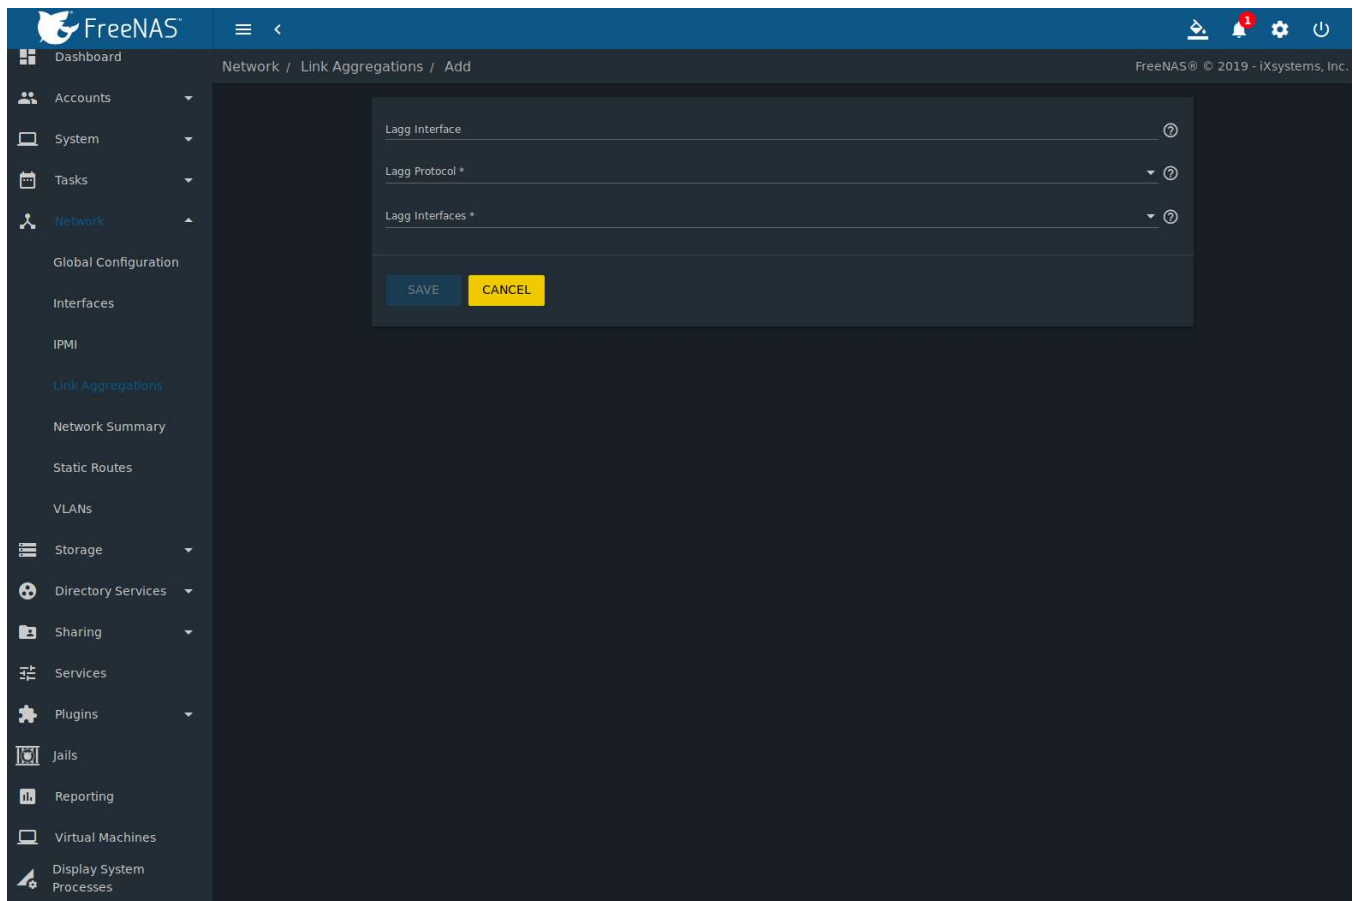 FreeNAS™
1
Dashboard
Network / Link Aggregations / Add
FreeNAS® © 2019 - iXsystems, Inc.
Accounts
System
Tasks
Network
Global Configuration
Interfaces
IPMI
Link Aggregations
Network Summary
Static Routes
VLANs
Storage
Directory Services
Sharing
Services
Plugins
Jails
Reporting
Virtual Machines
Display System
Processes
Lagg Interface
Lagg Protocol *
Lagg Interfaces *
SAVE
CANCEL